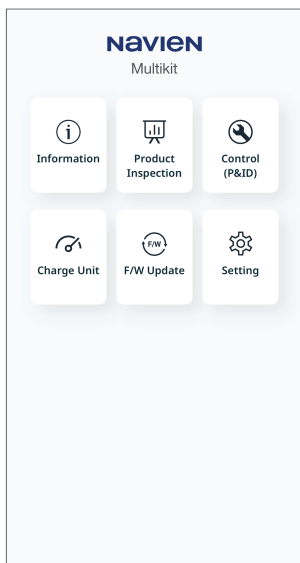 NAVIEN
Multikit
Information
Product
Inspection
Control
(P&ID)
Charge Unit
F/W
F/W Update
Setting